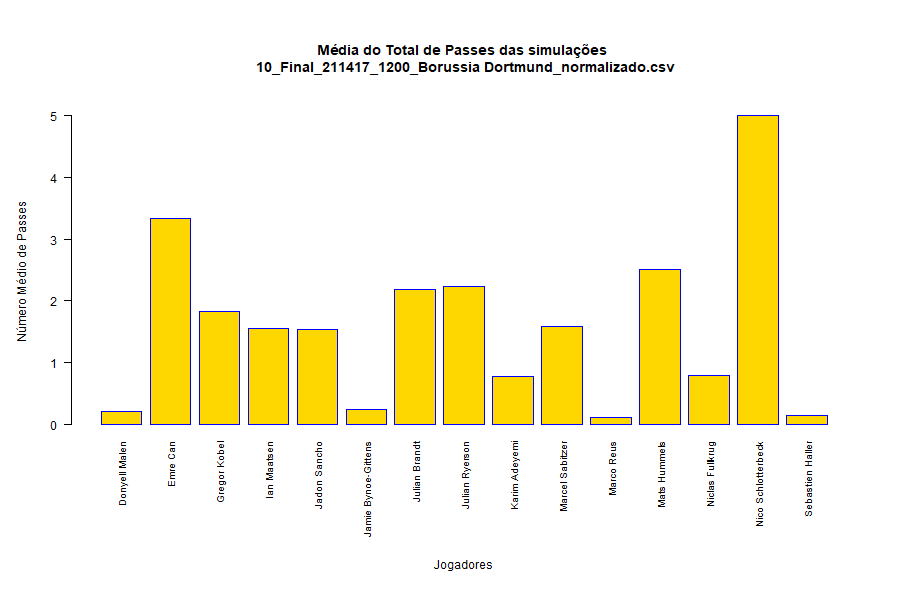 Média do Total de Passes das simulações
10_Final_211417_1200_Borussia Dortmund_normalizado.csv
Número Médio de Passes
5
4
3
2
1
0
Donyell Malen
Emre Can
Gregor Kobel
Ian Maatsen
Jadon Sancho
Jamie Bynoe-Gittens
Julian Brandt
Julian Ryerson
Karim Adeyemi
Marcel Sabitzer
Marco Reus
Mats Hummels
Niclas Fullkrug
Nico Schlotterbeck
Sebastien Haller
Jogadores